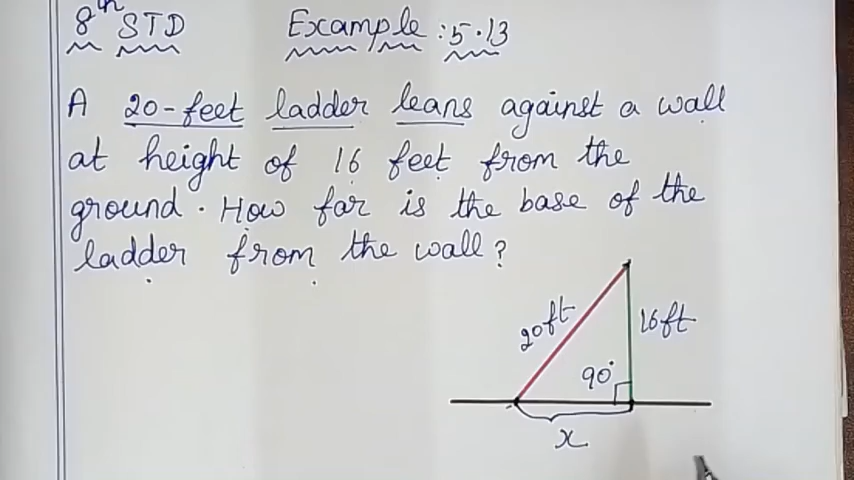 8th STD Example : 5.13
A 20-feet ladder leans against a wall
at height of 16 feet from the
ground. How far is the base of the
ladder from the wall?
20ft
16ft
90°
x